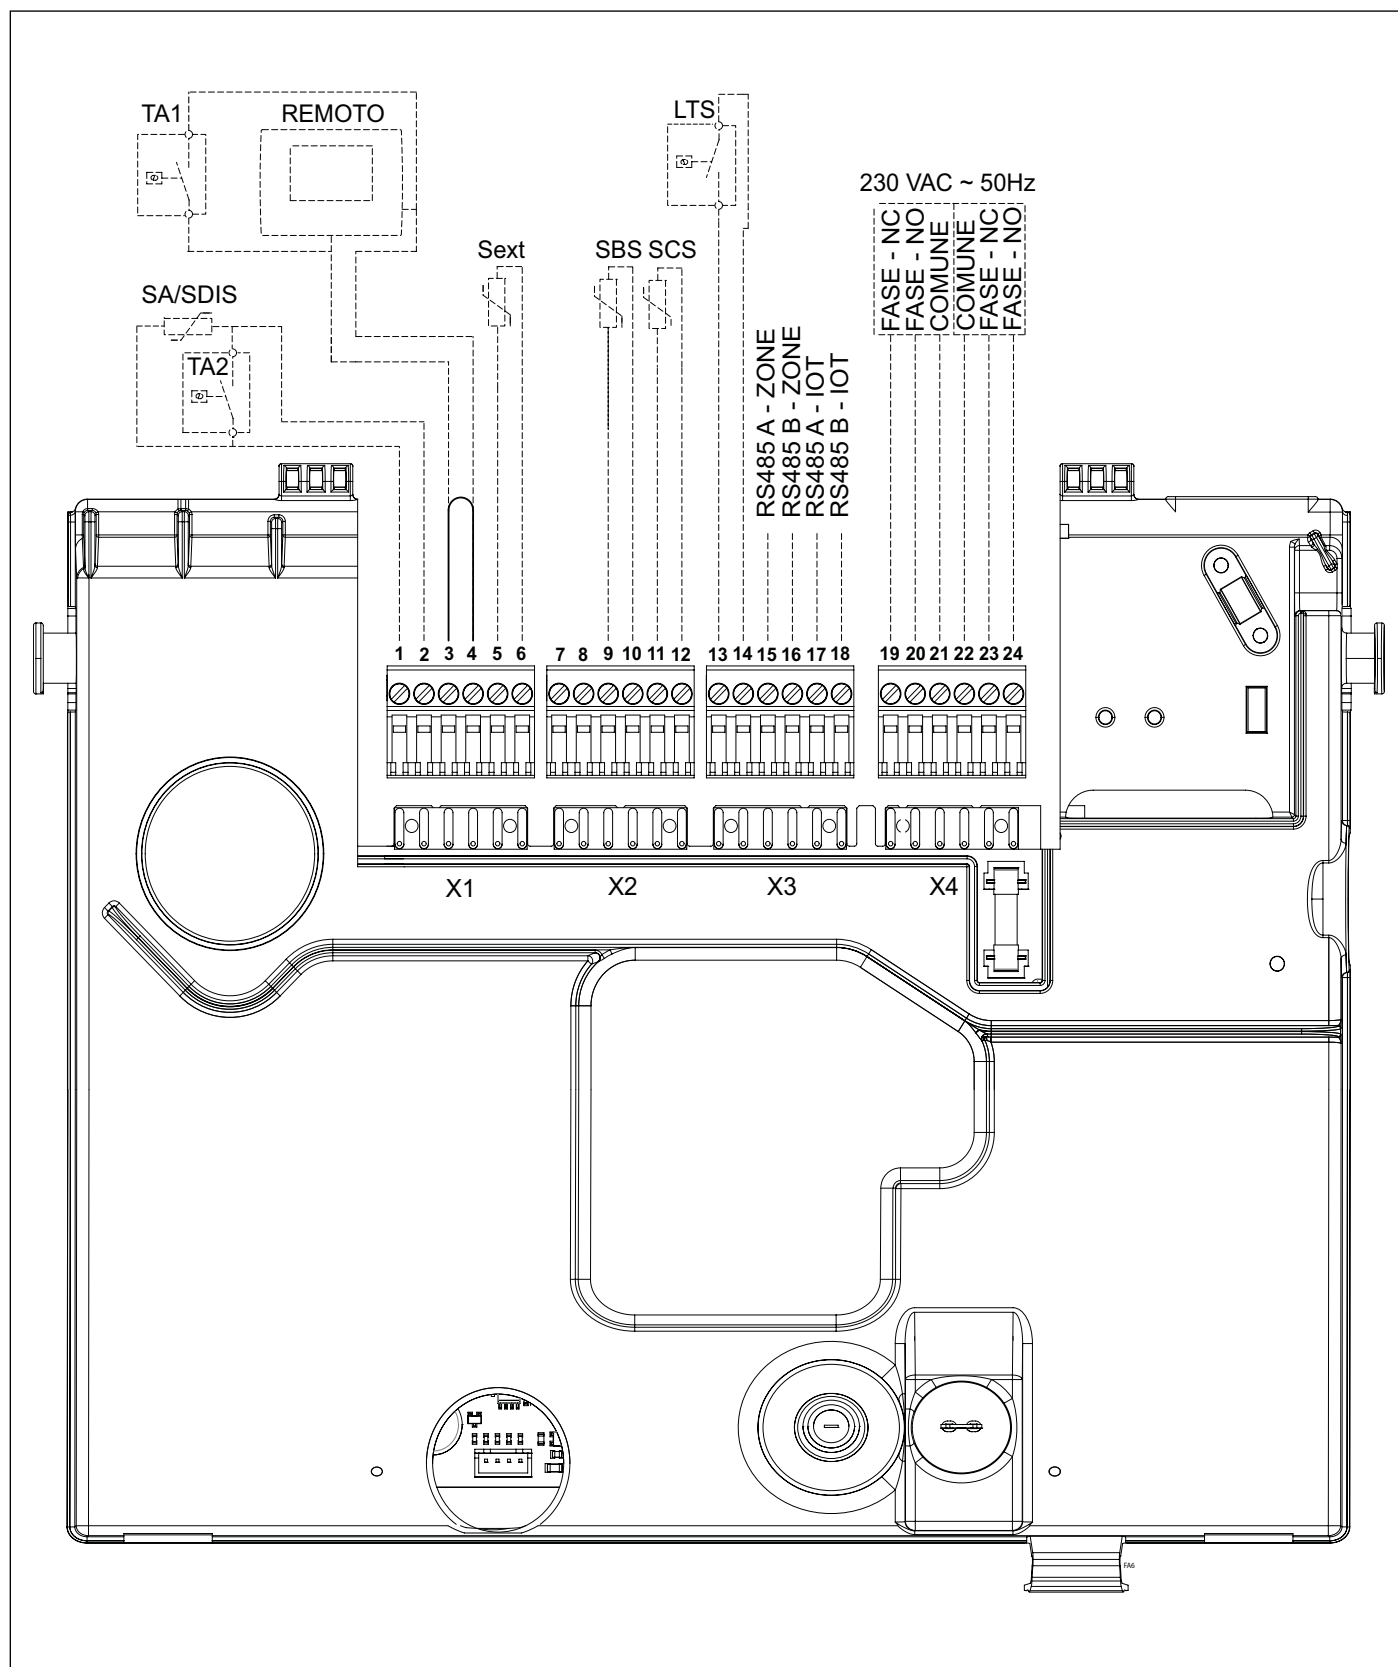 TA1
REMOTO
LTS
230 VAC ~ 50Hz
FASE - NC
FASE - NO
COMUNE
COMUNE
FASE - NC
FASE - NO
Sext
SBS SCS
SA/SDIS
TA2
RS485 A - ZONE
RS485 B - ZONE
RS485 A - IOT
RS485 B - IOT
1 2 3 4 5 6
7 8 9 10 11 12
13 14 15 16 17 18
19 20 21 22 23 24
X1
X2
X3
X4
FA6